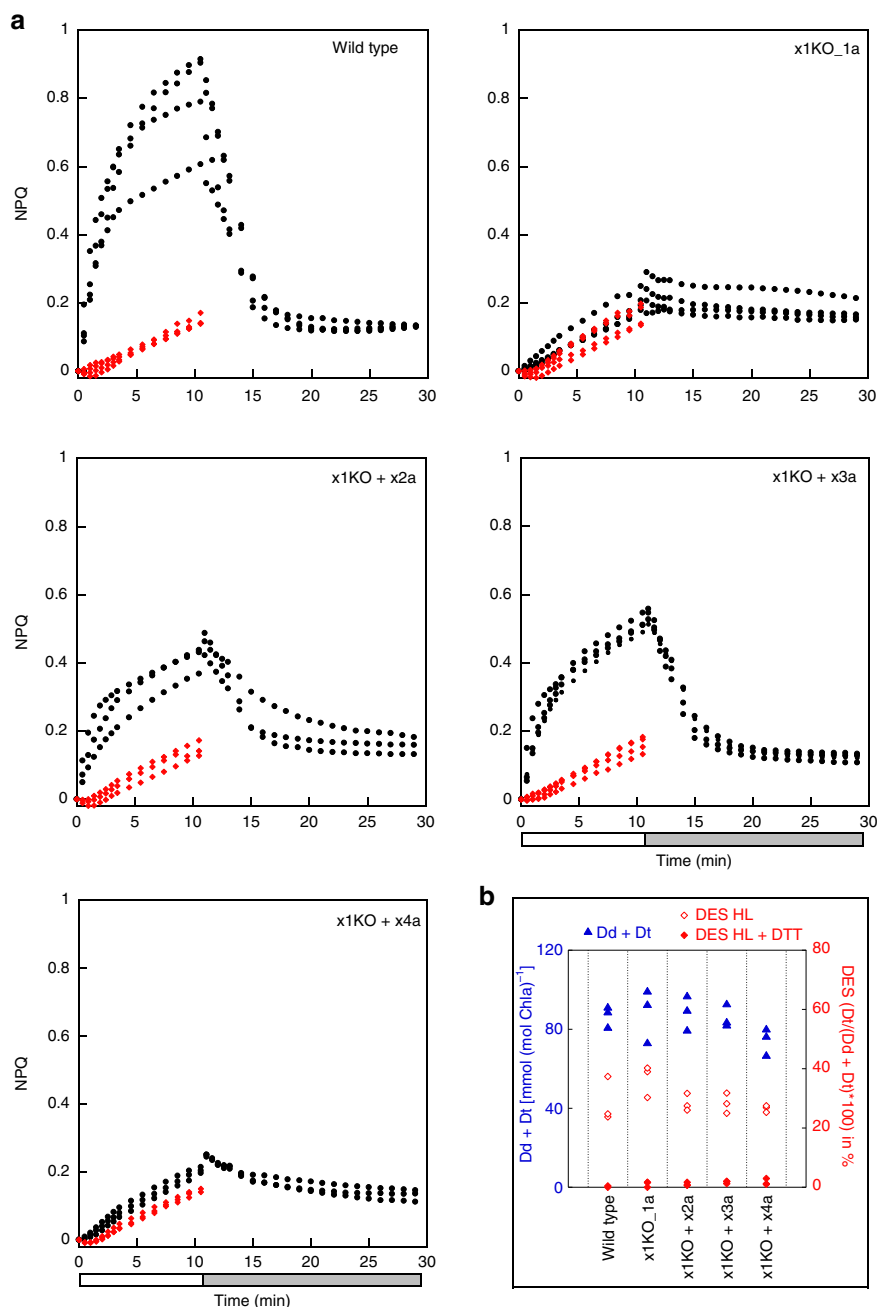 a
Wild type
1
0.8
0.6
0.4
0.2
0
NPQ
0 5 10 15 20 25 30
x1KO_1a
1
0.8
0.6
0.4
0.2
0
0 5 10 15 20 25 30
x1KO + x2a
1
0.8
0.6
0.4
0.2
0
NPQ
0 5 10 15 20 25 30
x1KO + x3a
1
0.8
0.6
0.4
0.2
0
0 5 10 15 20 25 30
Time (min)
x1KO + x4a
1
0.8
0.6
0.4
0.2
0
NPQ
0 5 10 15 20 25 30
Time (min)
b
DES HL
Dd + Dt
DES HL + DTT
120
80
40
0
Dd + Dt [mmol (mol Chla)⁻¹]
80
60
40
20
0
DES (Dt/(Dd + Dt)*100) in %
Wild type
x1KO_1a
x1KO + x2a
x1KO + x3a
x1KO + x4a